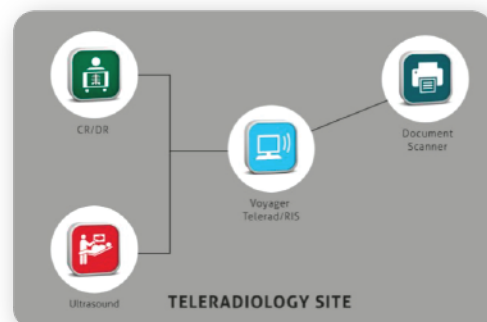 CR/DR
Document
Scanner
Voyager
Telerad/RIS
Ultrasound
TELERADIOLOGY SITE